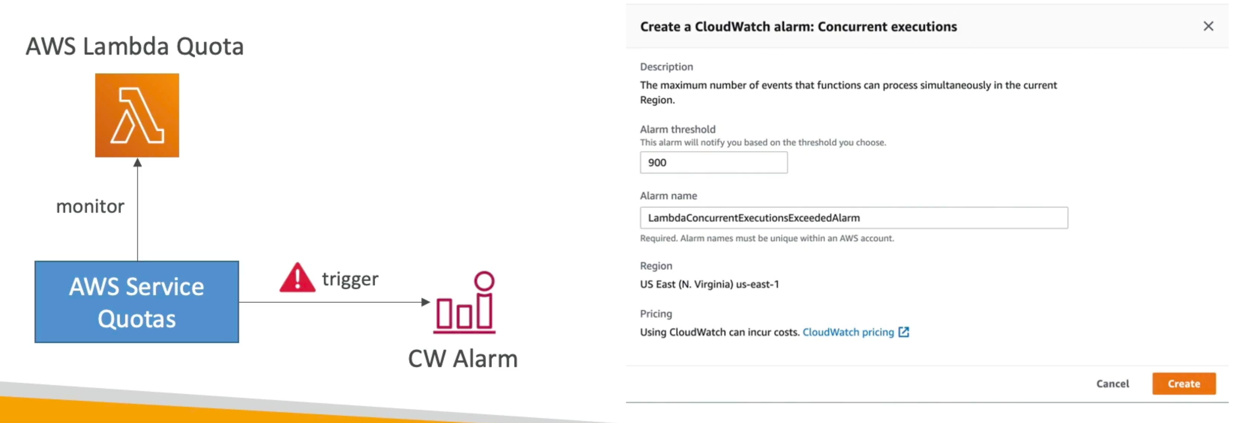 AWS Lambda Quota
monitor
AWS Service
Quotas
trigger
CW Alarm
Create a CloudWatch alarm: Concurrent executions
Description
The maximum number of events that functions can process simultaneously in the current
Region.
Alarm threshold
This alarm will notify you based on the threshold you choose.
900
Alarm name
LambdaConcurrentExecutionsExceededAlarm
Required. Alarm names must be unique within an AWS account.
Region
US East (N. Virginia) us-east-1
Pricing
Using CloudWatch can incur costs. CloudWatch pricing
Cancel
Create